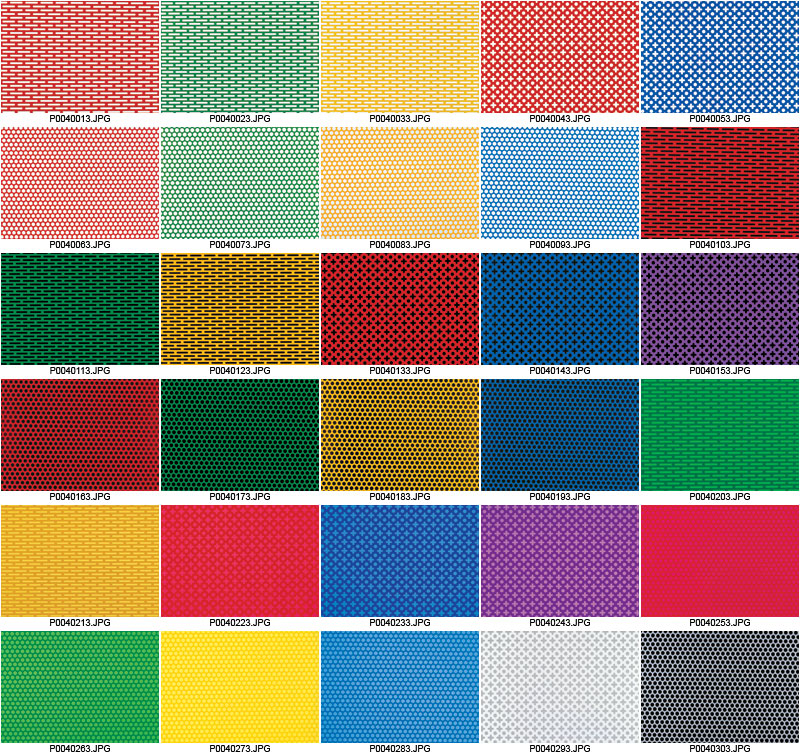 P0040013.JPG P0040023.JPG P0040033.JPG P0040043.JPG P0040053.JPG
P0040063.JPG P0040073.JPG P0040083.JPG P0040093.JPG P0040103.JPG
P0040113.JPG P0040123.JPG P0040133.JPG P0040143.JPG P0040153.JPG
P0040163.JPG P0040173.JPG P0040183.JPG P0040193.JPG P0040203.JPG
P0040213.JPG P0040223.JPG P0040233.JPG P0040243.JPG P0040253.JPG
P0040263.JPG P0040273.JPG P0040283.JPG P0040293.JPG P0040303.JPG